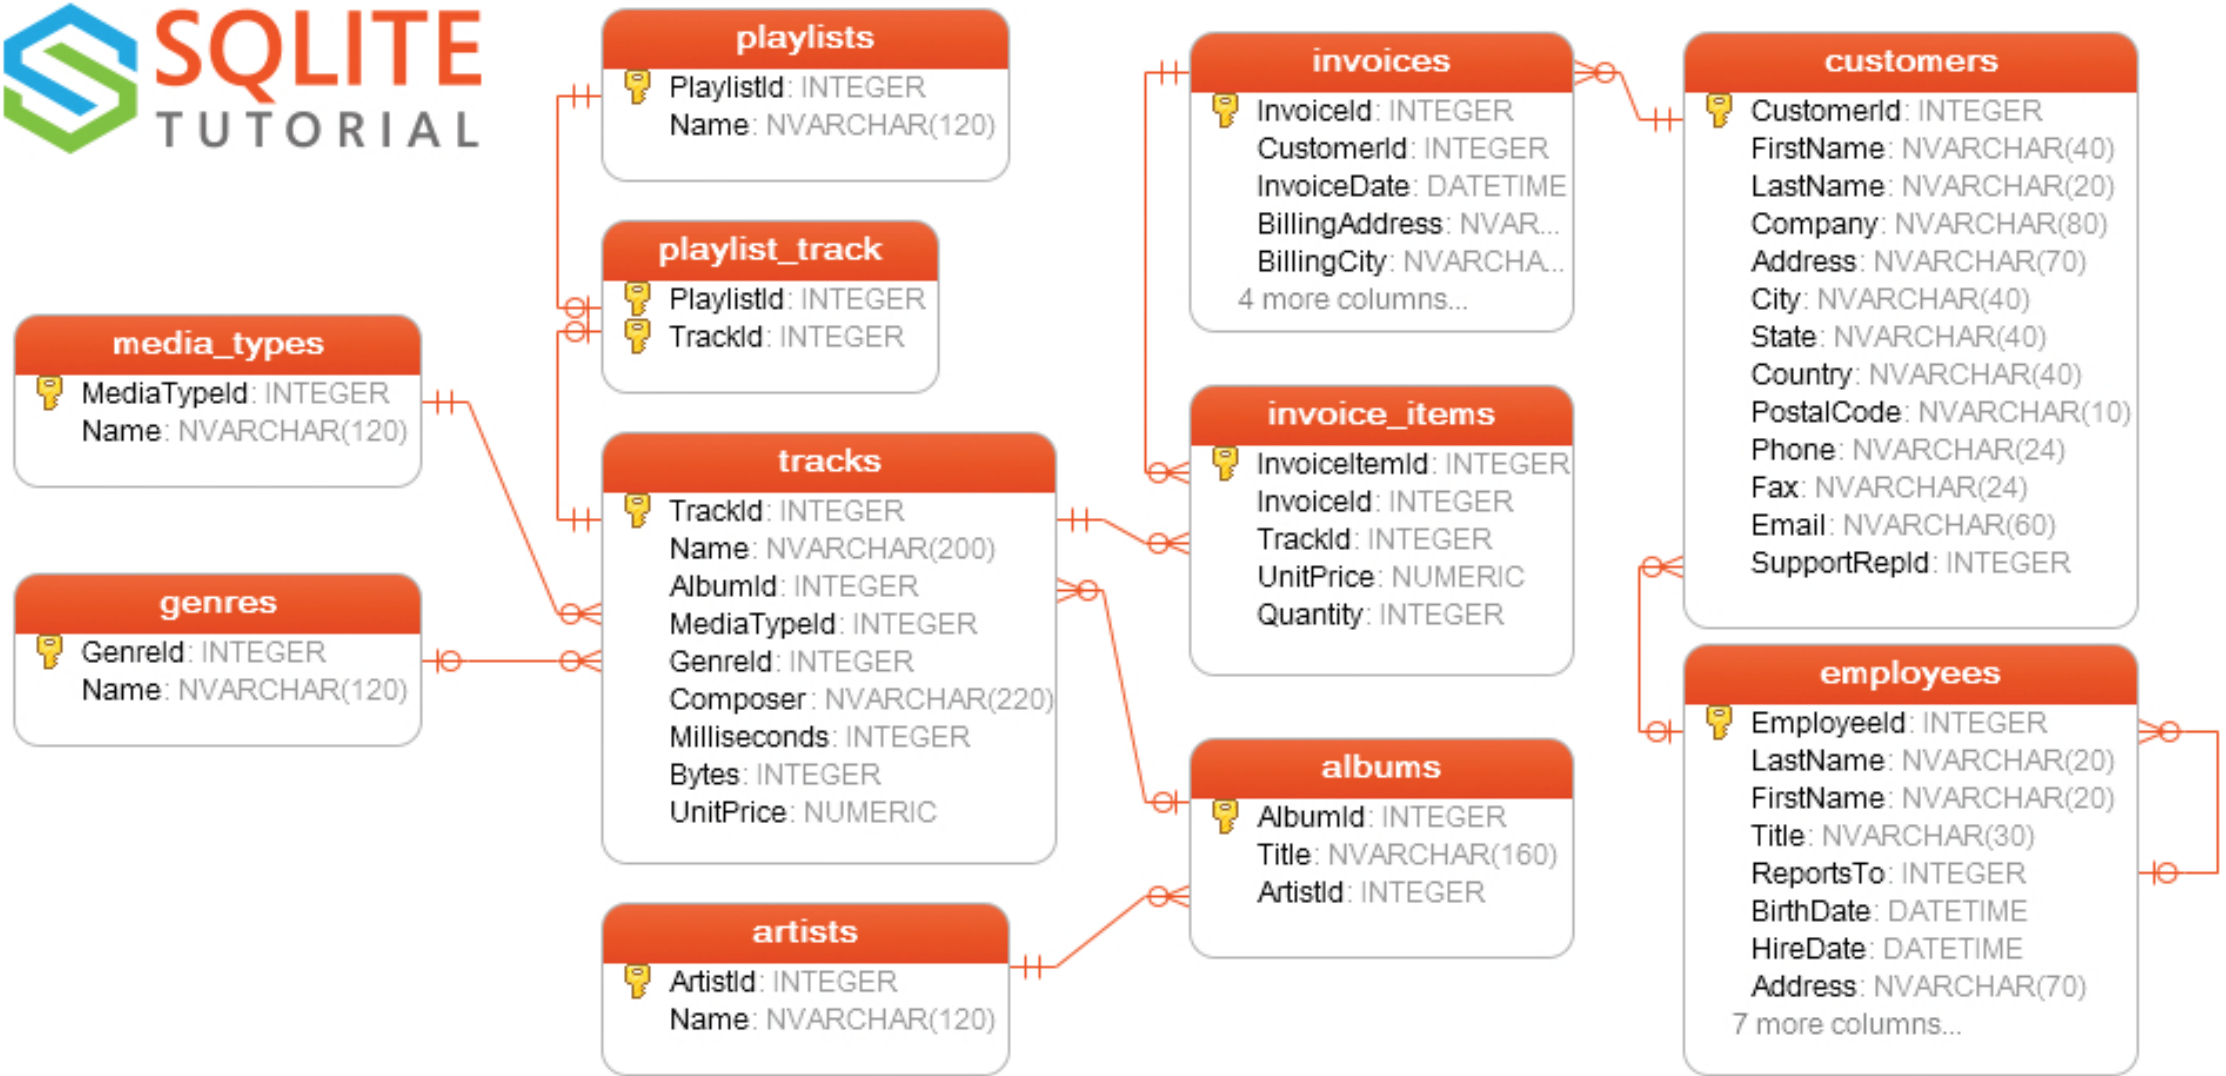 SQLITE
TUTORIAL
playlists
PlaylistId: INTEGER
Name: NVARCHAR(120)
playlist_track
PlaylistId: INTEGER
TrackId: INTEGER
media_types
MediaTypeId: INTEGER
Name: NVARCHAR(120)
genres
GenreId: INTEGER
Name: NVARCHAR(120)
tracks
TrackId: INTEGER
Name: NVARCHAR(200)
AlbumId: INTEGER
MediaTypeId: INTEGER
GenreId: INTEGER
Composer: NVARCHAR(220)
Milliseconds: INTEGER
Bytes: INTEGER
UnitPrice: NUMERIC
artists
ArtistId: INTEGER
Name: NVARCHAR(120)
invoices
InvoiceId: INTEGER
CustomerId: INTEGER
InvoiceDate: DATETIME
BillingAddress: NVAR...
BillingCity: NVARCHA...
4 more columns...
invoice_items
InvoiceItemId: INTEGER
InvoiceId: INTEGER
TrackId: INTEGER
UnitPrice: NUMERIC
Quantity: INTEGER
albums
AlbumId: INTEGER
Title: NVARCHAR(160)
ArtistId: INTEGER
customers
CustomerId: INTEGER
FirstName: NVARCHAR(40)
LastName: NVARCHAR(20)
Company: NVARCHAR(80)
Address: NVARCHAR(70)
City: NVARCHAR(40)
State: NVARCHAR(40)
Country: NVARCHAR(40)
PostalCode: NVARCHAR(10)
Phone: NVARCHAR(24)
Fax: NVARCHAR(24)
Email: NVARCHAR(60)
SupportRepId: INTEGER
employees
EmployeeId: INTEGER
LastName: NVARCHAR(20)
FirstName: NVARCHAR(20)
Title: NVARCHAR(30)
ReportsTo: INTEGER
BirthDate: DATETIME
HireDate: DATETIME
Address: NVARCHAR(70)
7 more columns...